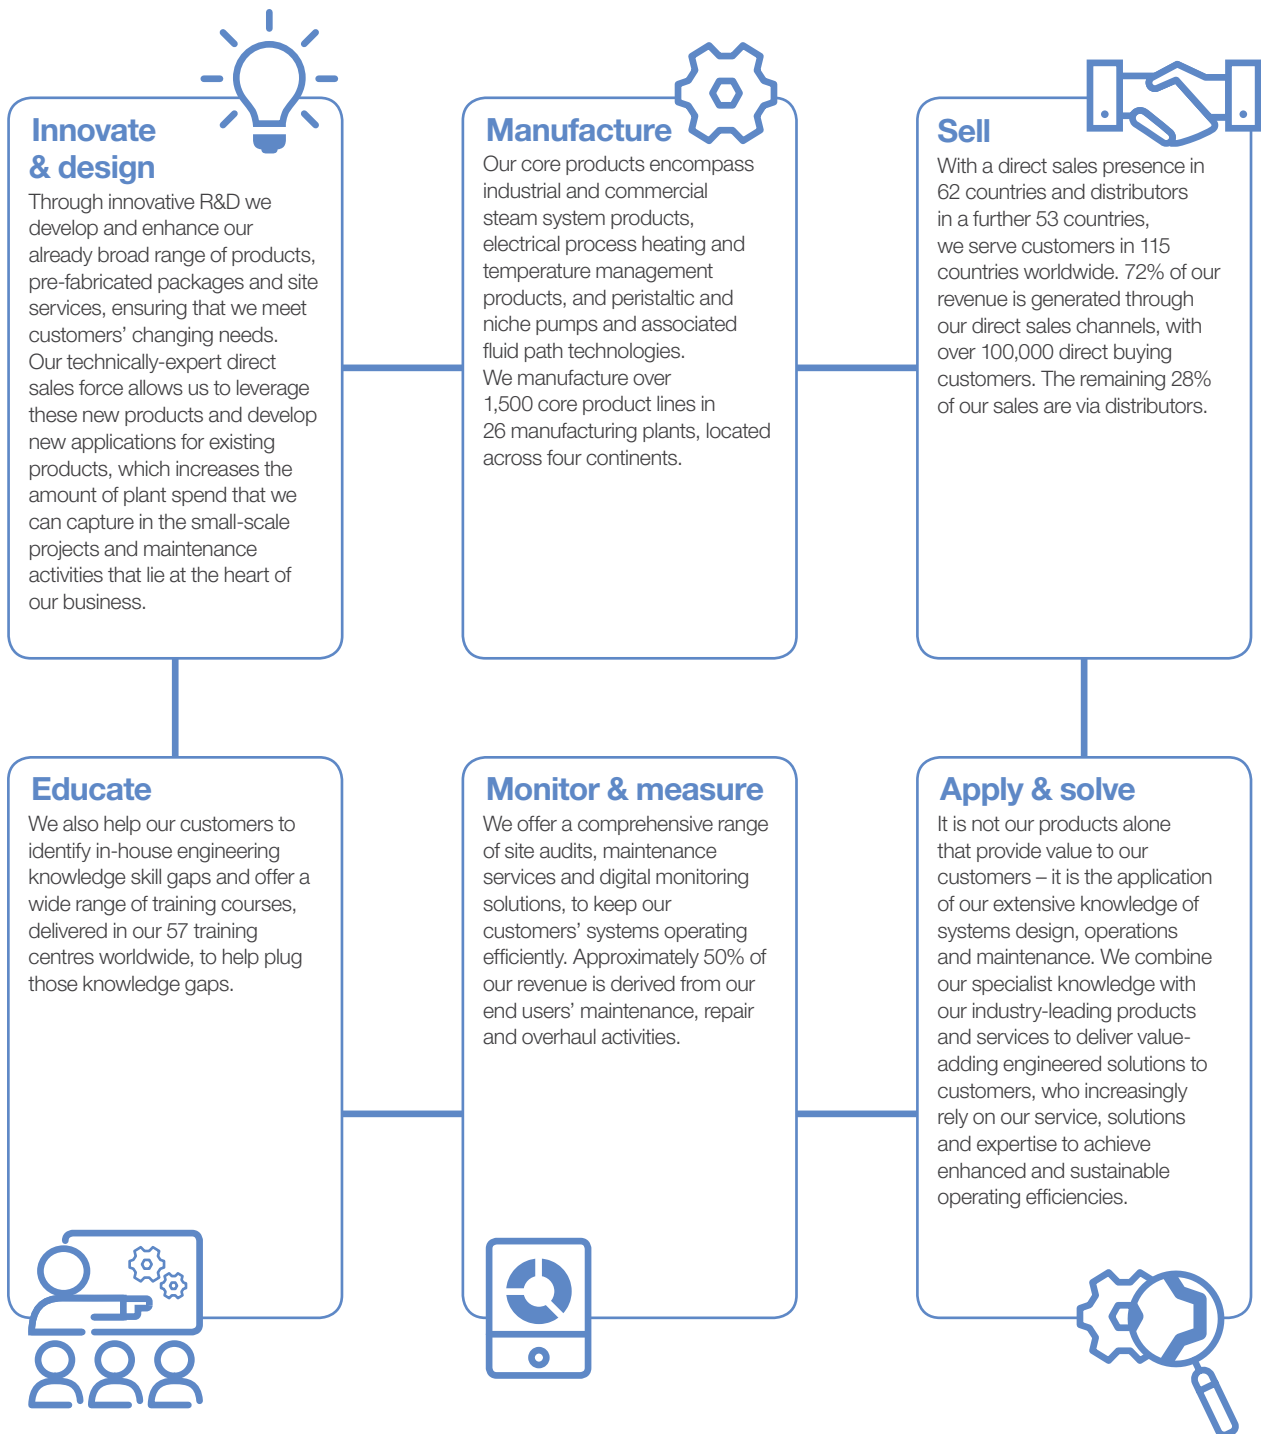 Innovate
& design
Through innovative R&D we
develop and enhance our
already broad range of products,
pre-fabricated packages and site
services, ensuring that we meet
customers’ changing needs.
Our technically-expert direct
sales force allows us to leverage
these new products and develop
new applications for existing
products, which increases the
amount of plant spend that we
can capture in the small-scale
projects and maintenance
activities that lie at the heart of
our business.
Manufacture
Our core products encompass
industrial and commercial
steam system products,
electrical process heating and
temperature management
products, and peristaltic and
niche pumps and associated
fluid path technologies.
We manufacture over
1,500 core product lines in
26 manufacturing plants, located
across four continents.
Sell
With a direct sales presence in
62 countries and distributors
in a further 53 countries,
we serve customers in 115
countries worldwide. 72% of our
revenue is generated through
our direct sales channels, with
over 100,000 direct buying
customers. The remaining 28%
of our sales are via distributors.
Educate
We also help our customers to
identify in-house engineering
knowledge skill gaps and offer a
wide range of training courses,
delivered in our 57 training
centres worldwide, to help plug
those knowledge gaps.
Monitor & measure
We offer a comprehensive range
of site audits, maintenance
services and digital monitoring
solutions, to keep our
customers’ systems operating
efficiently. Approximately 50% of
our revenue is derived from our
end users’ maintenance, repair
and overhaul activities.
Apply & solve
It is not our products alone
that provide value to our
customers – it is the application
of our extensive knowledge of
systems design, operations
and maintenance. We combine
our specialist knowledge with
our industry-leading products
and services to deliver value-
adding engineered solutions to
customers, who increasingly
rely on our service, solutions
and expertise to achieve
enhanced and sustainable
operating efficiencies.